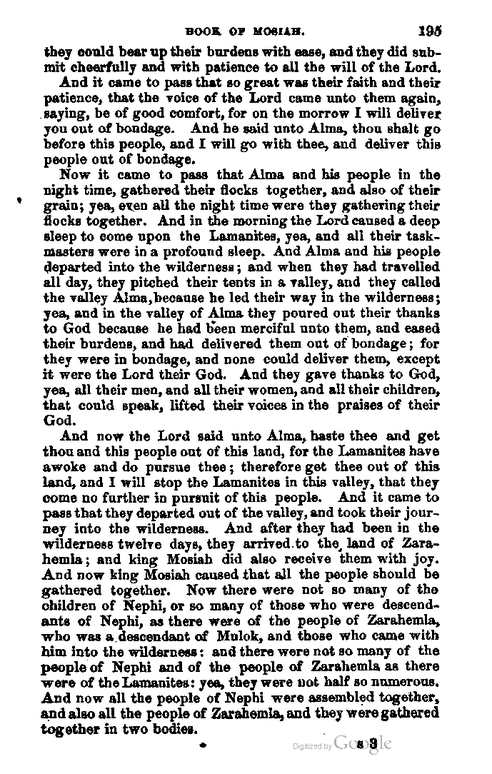 BOOK OF MOSIAH. 195
they could bear up their burdens with ease, and they did sub-
mit cheerfully and with patience to all the will of the Lord.
And it came to pass that so great was their faith and their
patience, that the voice of the Lord came unto them again,
saying, be of good comfort, for on the morrow I will deliver
you out of bondage. And he said unto Alma, thou shalt go
before this people, and I will go with thee, and deliver this
people out of bondage.
Now it came to pass that Alma and his people in the
night time, gathered their flocks together, and also of their
grain; yea, even all the night time were they gathering their
flocks together. And in the morning the Lord caused a deep
sleep to come upon the Lamanites, yea, and all their task-
masters were in a profound sleep. And Alma and his people
departed into the wilderness; and when they had travelled
all day, they pitched their tents in a valley, and they called
the valley Alma, because he led their way in the wilderness;
yea, and in the valley of Alma they poured out their thanks
to God because he had been merciful unto them, and eased
their burdens, and had delivered them out of bondage; for
they were in bondage, and none could deliver them, except
it were the Lord their God. And they gave thanks to God,
yea, all their men, and all their women, and all their children,
that could speak, lifted their voices in the praises of their
God.
And now the Lord said unto Alma, haste thee and get
thou and this people out of this land, for the Lamanites have
awoke and do pursue thee; therefore get thee out of this
land, and I will stop the Lamanites in this valley, that they
come no further in pursuit of this people. And it came to
pass that they departed out of the valley, and took their jour-
ney into the wilderness. And after they had been in the
wilderness twelve days, they arrived to the land of Zara-
hemla; and king Mosiah did also receive them with joy.
And now king Mosiah caused that all the people should be
gathered together. Now there were not so many of the
children of Nephi, or so many of those who were descend-
ants of Nephi, as there were of the people of Zarahemla,
who was a descendant of Mulok, and those who came with
him into the wilderness: and there were not so many of the
people of Nephi and of the people of Zarahemla as there
were of the Lamanites: yea, they were not half so numerous.
And now all the people of Nephi were assembled together,
and also all the people of Zarahemla, and they were gathered
together in two bodies.
Digitized by Google
S 3